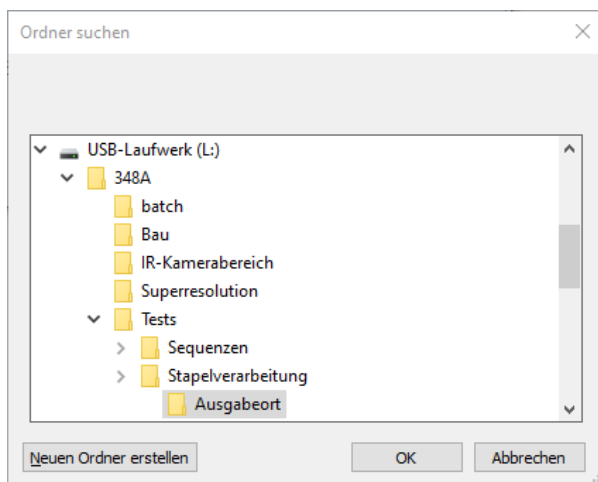 Ordner suchen
USB-Laufwerk (L:)
348A
batch
Bau
IR-Kamerabereich
Superresolution
Tests
Sequenzen
Stapelverarbeitung
Ausgabeort
Neuen Ordner erstellen OK Abbrechen